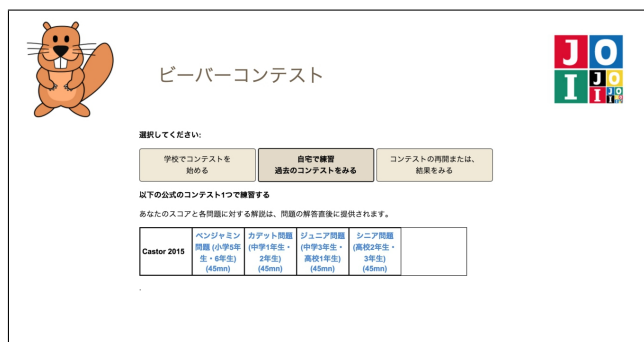 ビーバーコンテスト
J O
I J O
I I J O
I I
選択してください:
学校でコンテストを
始める
自宅で練習
過去のコンテストをみる
コンテストの再開または、
結果をみる
以下の公式のコンテスト1つで練習する
あなたのスコアと各問題に対する解説は、問題の解答直後に提供されます。
Castor 2015
ベンジャミン
問題 (小学5年
生・6年生)
(45mn)
カデット問題
(中学1年生・
2年生)
(45mn)
ジュニア問題
(中学3年生・
高校1年生)
(45mn)
シニア問題
(高校2年生・
3年生)
(45mn)
.